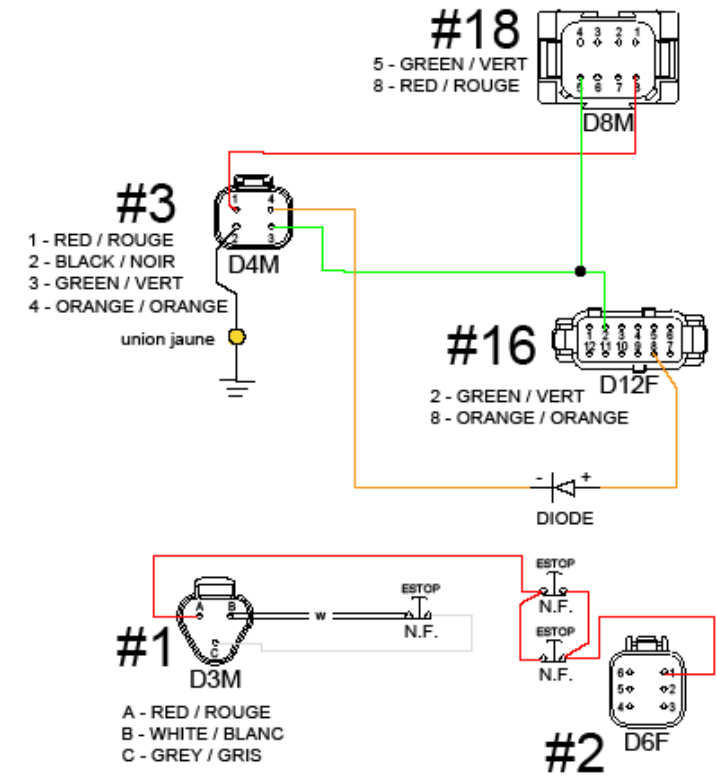 #18
5 - GREEN / VERT
8 - RED / ROUGE
4 3 2 1
5 6 7 8
D8M
#3
1 - RED / ROUGE
2 - BLACK / NOIR
3 - GREEN / VERT
4 - ORANGE / ORANGE
1 4
2 3
D4M
union jaune
#16
1 2 3 4 5 6
12 11 10 9 8 7
D12F
2 - GREEN / VERT
8 - ORANGE / ORANGE
- +
DIODE
#1
A B
C
D3M
A - RED / ROUGE
B - WHITE / BLANC
C - GREY / GRIS
W
ESTOP
N.F.
ESTOP
N.F.
ESTOP
N.F.
6 1
5 2
4 3
#2
D6F